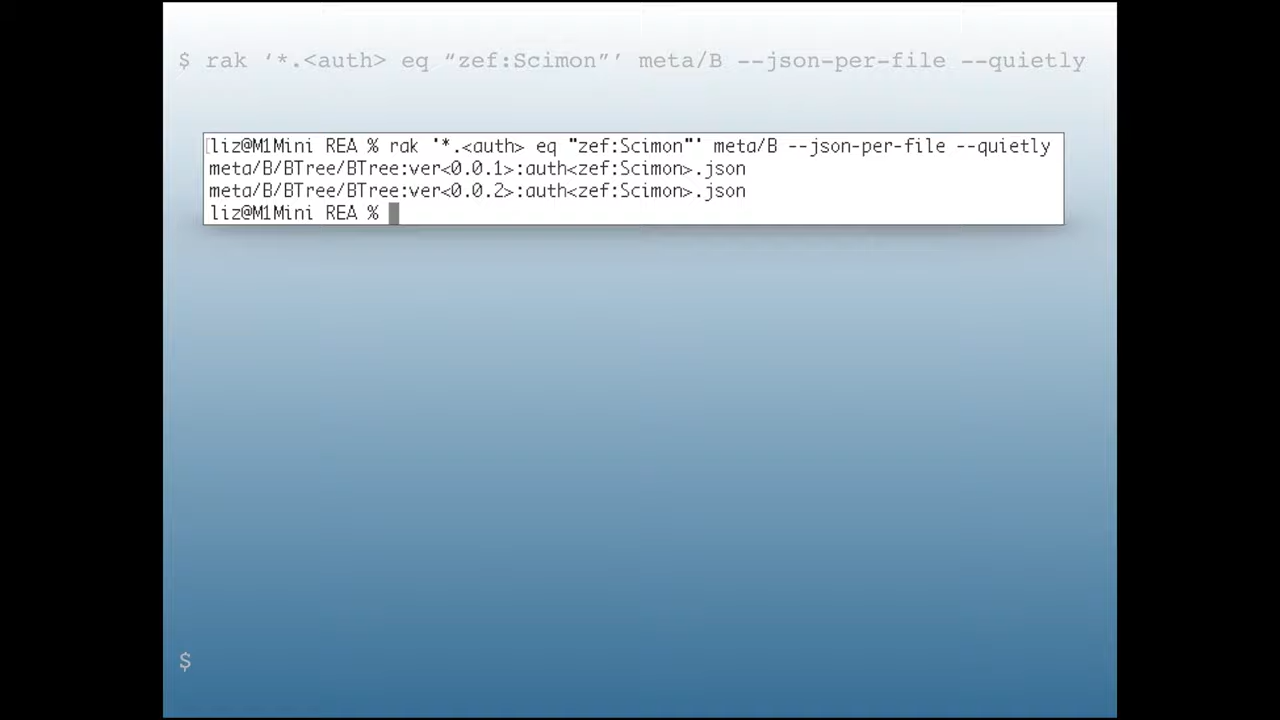 $ rak ‘*.<auth> eq “zef:Scimon”’ meta/B --json-per-file --quietly
[liz@M1Mini REA % rak '*.<auth> eq "zef:Scimon"' meta/B --json-per-file --quietly
meta/B/BTree/BTree:ver<0.0.1>:auth<zef:Scimon>.json
meta/B/BTree/BTree:ver<0.0.2>:auth<zef:Scimon>.json
liz@M1Mini REA %
$